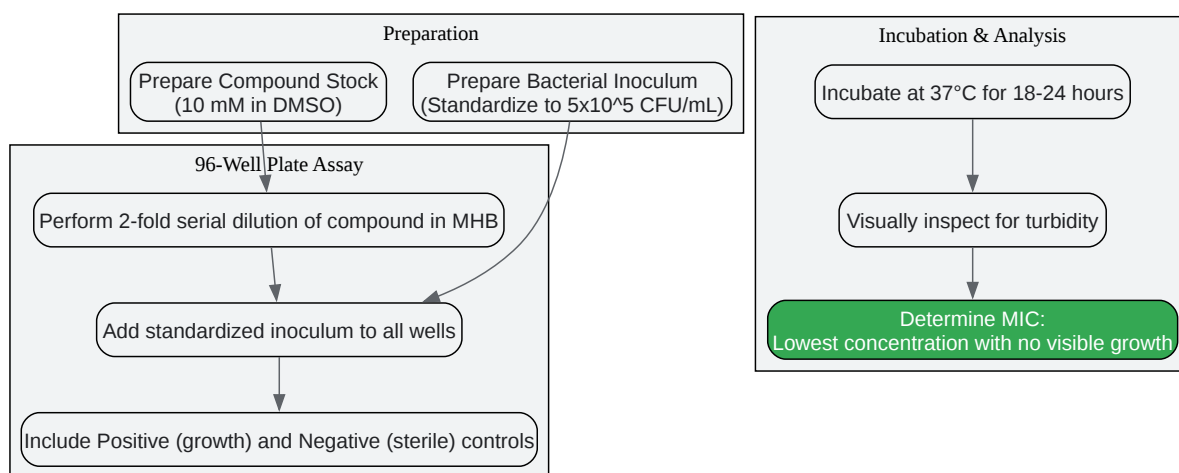 Preparation
Prepare Compound Stock
(10 mM in DMSO)
Prepare Bacterial Inoculum
(Standardize to 5x10^5 CFU/mL)
96-Well Plate Assay
Perform 2-fold serial dilution of compound in MHB
Add standardized inoculum to all wells
Include Positive (growth) and Negative (sterile) controls
Incubation & Analysis
Incubate at 37°C for 18-24 hours
Visually inspect for turbidity
Determine MIC:
Lowest concentration with no visible growth